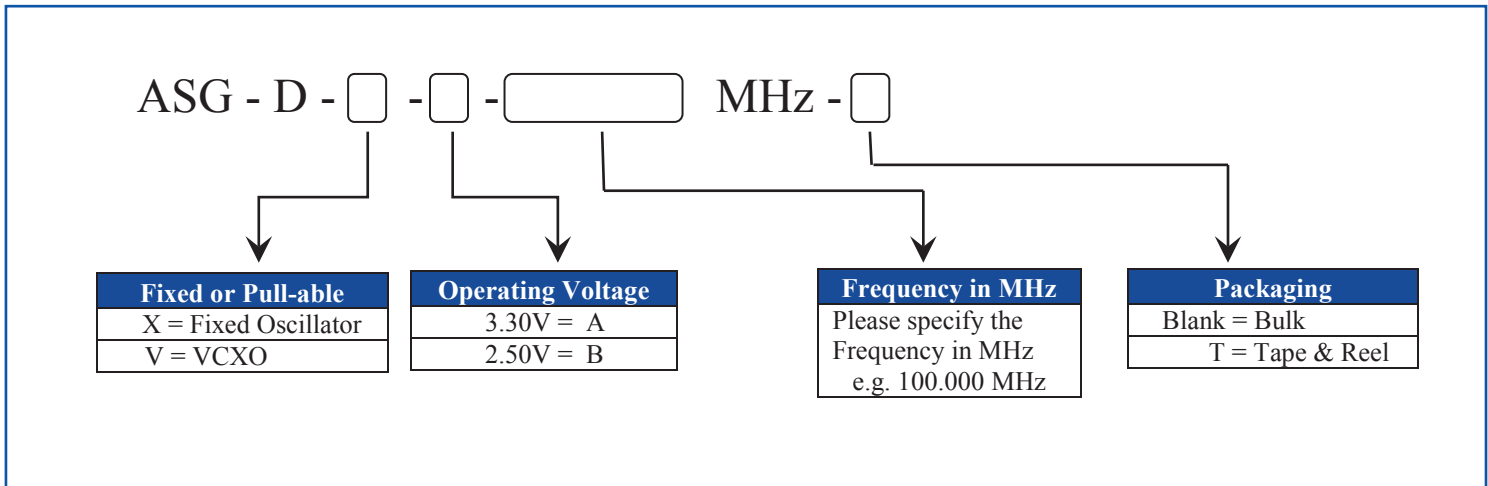 ASG - D - - - MHz -
Fixed or Pull-able
X = Fixed Oscillator
V = VCXO
Operating Voltage
3.30V = A
2.50V = B
Frequency in MHz
Please specify the
Frequency in MHz
e.g. 100.000 MHz
Packaging
Blank = Bulk
T = Tape & Reel